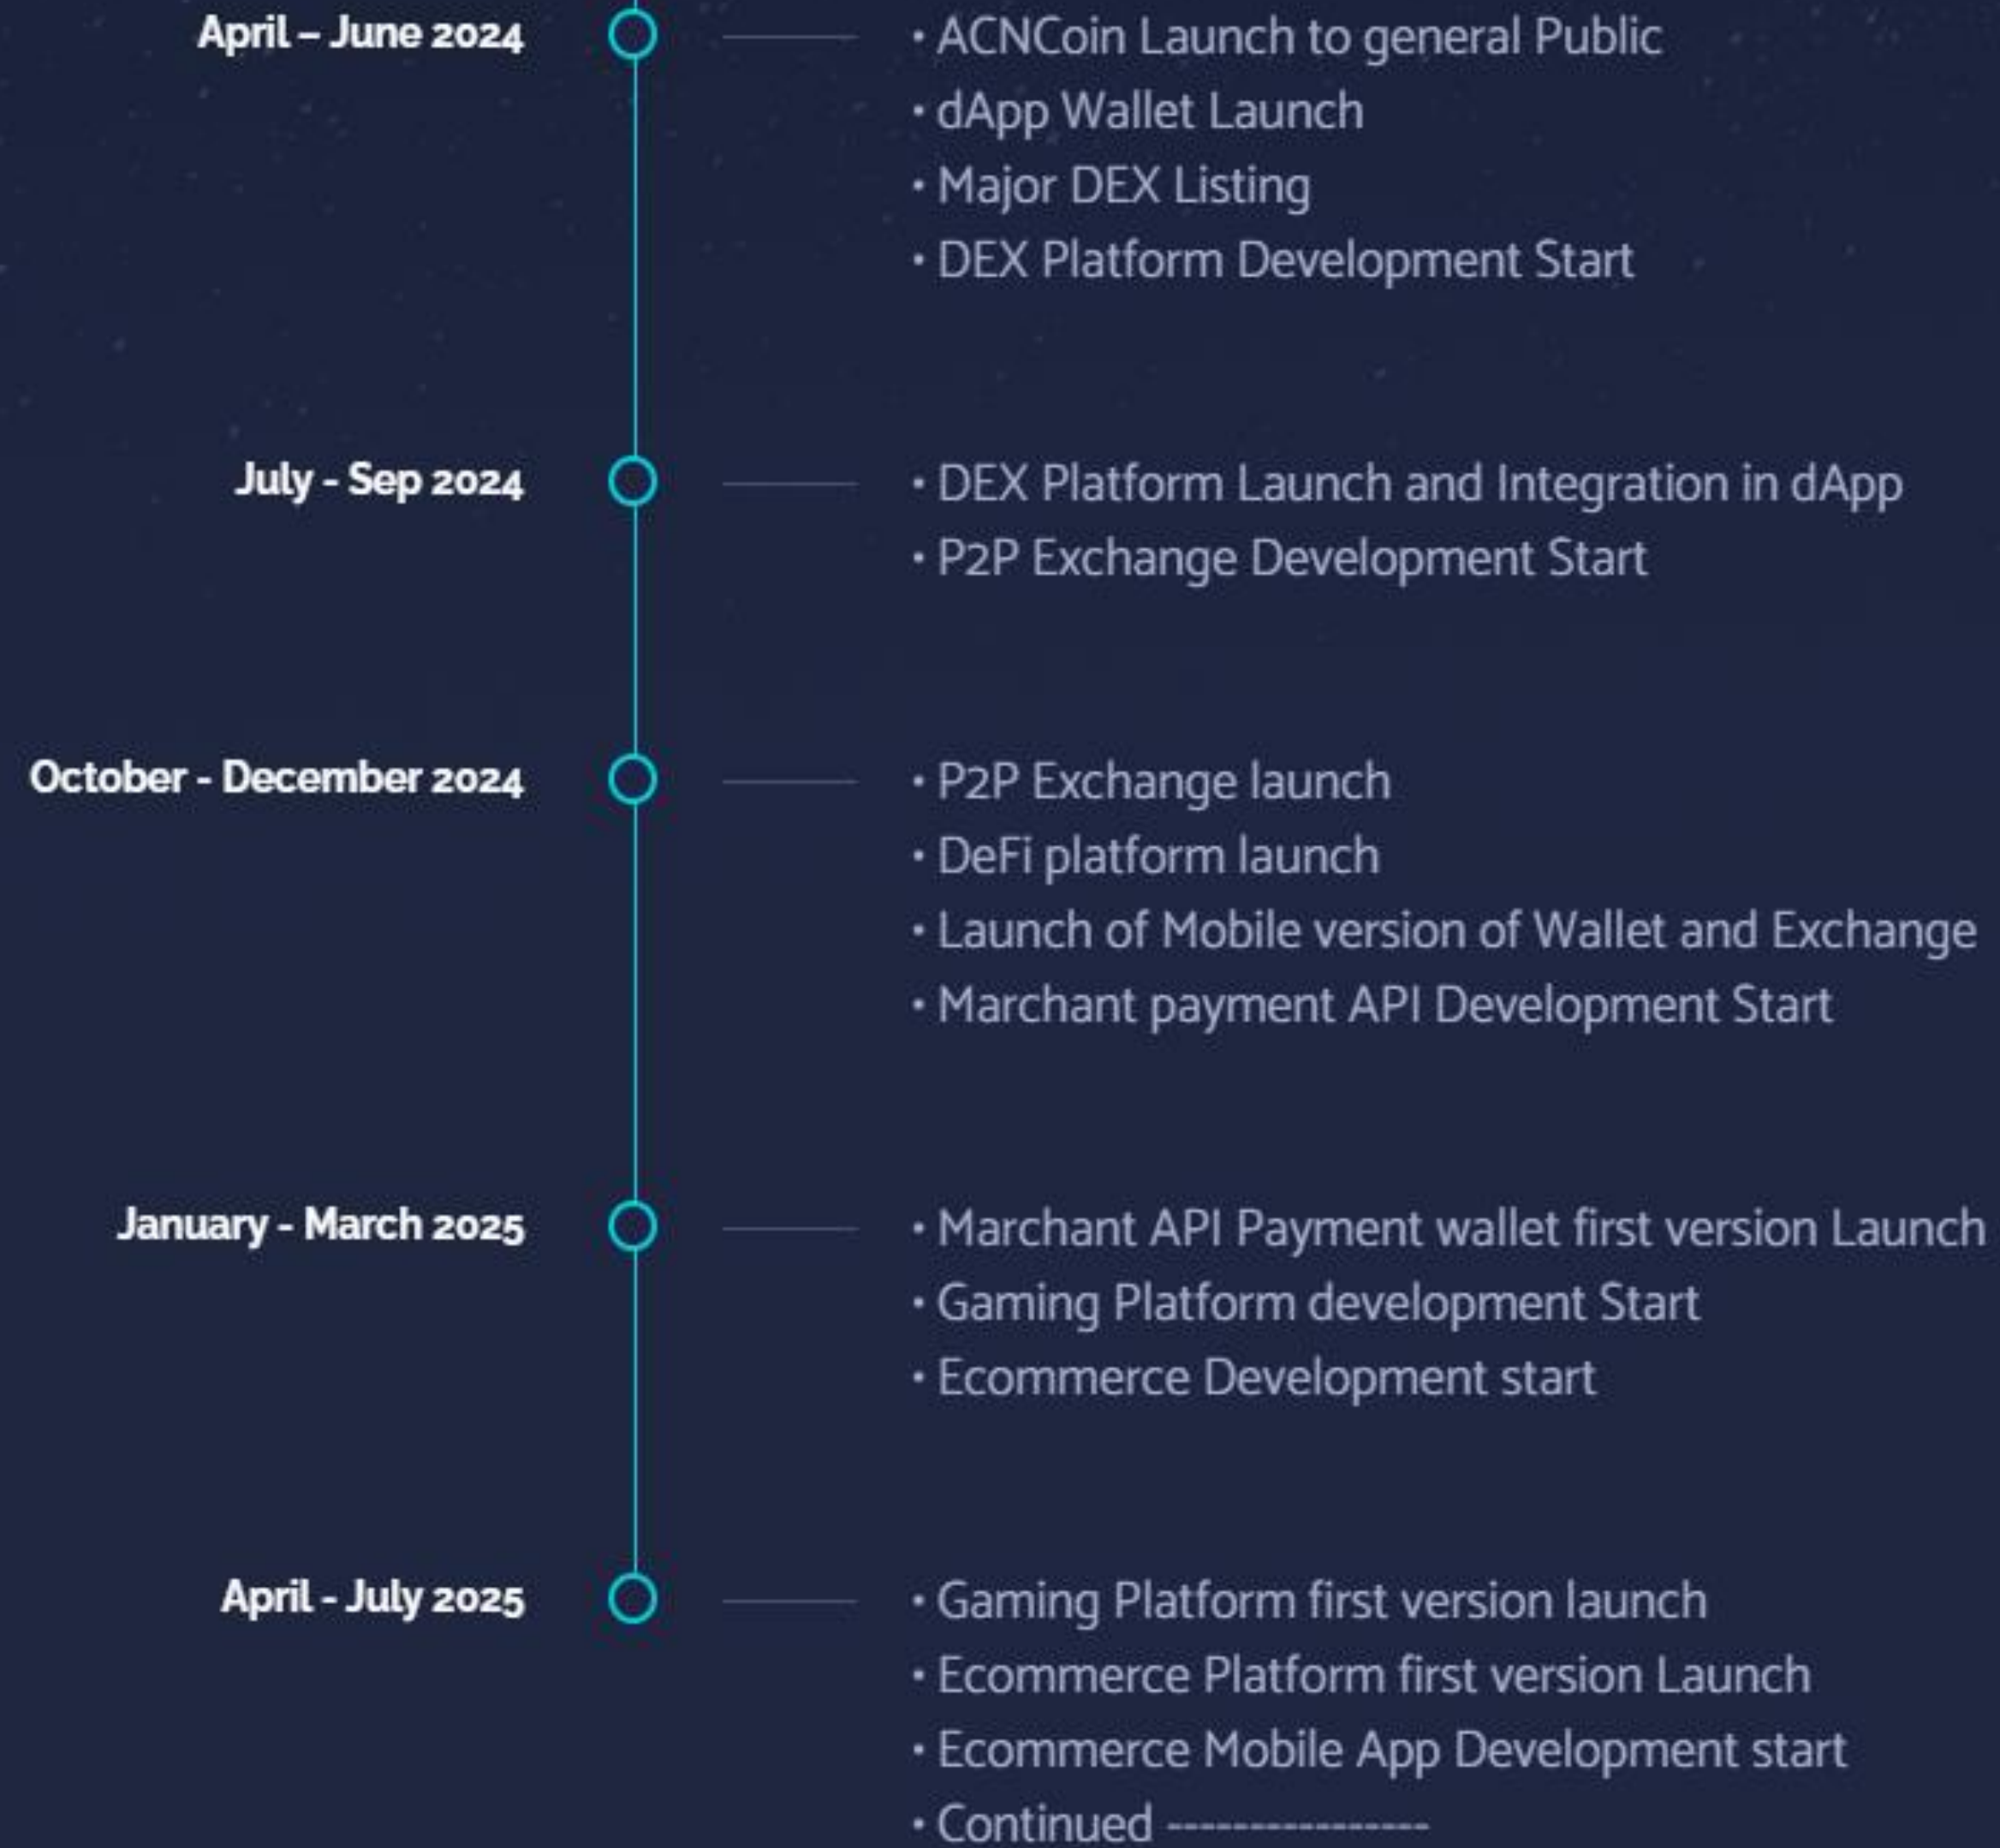 April – June 2024
• ACNCoin Launch to general Public
• dApp Wallet Launch
• Major DEX Listing
• DEX Platform Development Start
July - Sep 2024
• DEX Platform Launch and Integration in dApp
• P2P Exchange Development Start
October - December 2024
• P2P Exchange launch
• DeFi platform launch
• Launch of Mobile version of Wallet and Exchange
• Marchant payment API Development Start
January - March 2025
• Marchant API Payment wallet first version Launch
• Gaming Platform development Start
• Ecommerce Development start
April - July 2025
• Gaming Platform first version launch
• Ecommerce Platform first version Launch
• Ecommerce Mobile App Development start
• Continued ----------------